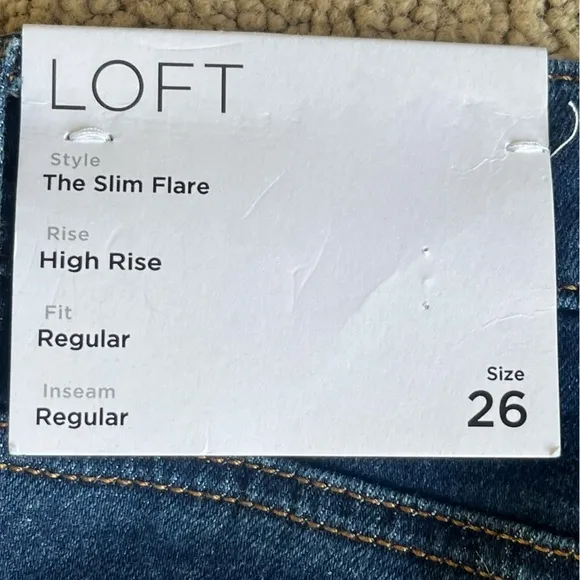 LOFT
Style
The Slim Flare
Rise
High Rise
Fit
Regular
Inseam
Regular
Size
26